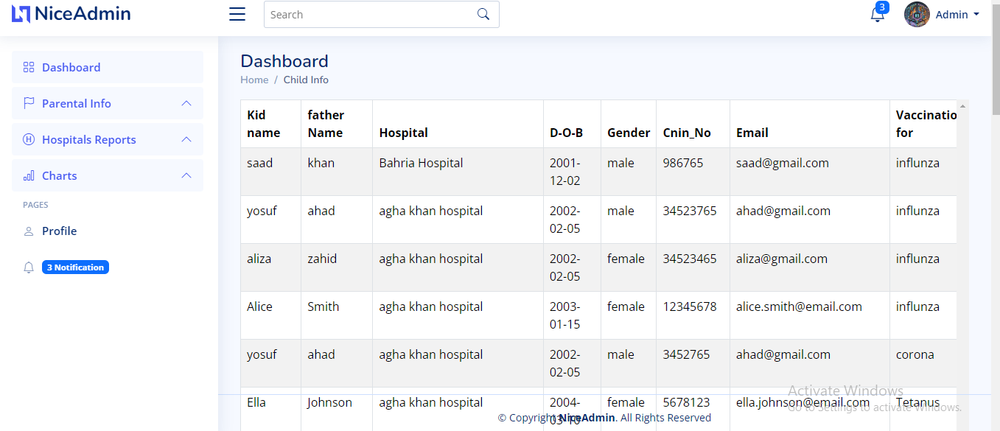 NiceAdmin
Search
3
Admin
Dashboard
Parental Info
Hospitals Reports
Charts
PAGES
Profile
3 Notification
Dashboard
Home / Child Info
Kid name father Name Hospital D-O-B Gender Cnin_No Email Vaccinatio for
saad khan Bahria Hospital 2001-12-02 male 986765 saad@gmail.com influnza
yosuf ahad agha khan hospital 2002-02-05 male 34523765 ahad@gmail.com influnza
aliza zahid agha khan hospital 2002-02-05 female 34523465 aliza@gmail.com influnza
Alice Smith agha khan hospital 2003-01-15 female 12345678 alice.smith@email.com influnza
yosuf ahad agha khan hospital 2002-02-05 male 3452765 ahad@gmail.com corona
Ella Johnson agha khan hospital 2004-03-10 female 5678123 ella.johnson@email.com Tetanus
© Copyright NiceAdmin. All Rights Reserved
Activate Windows
Go to Settings to activate Windows.